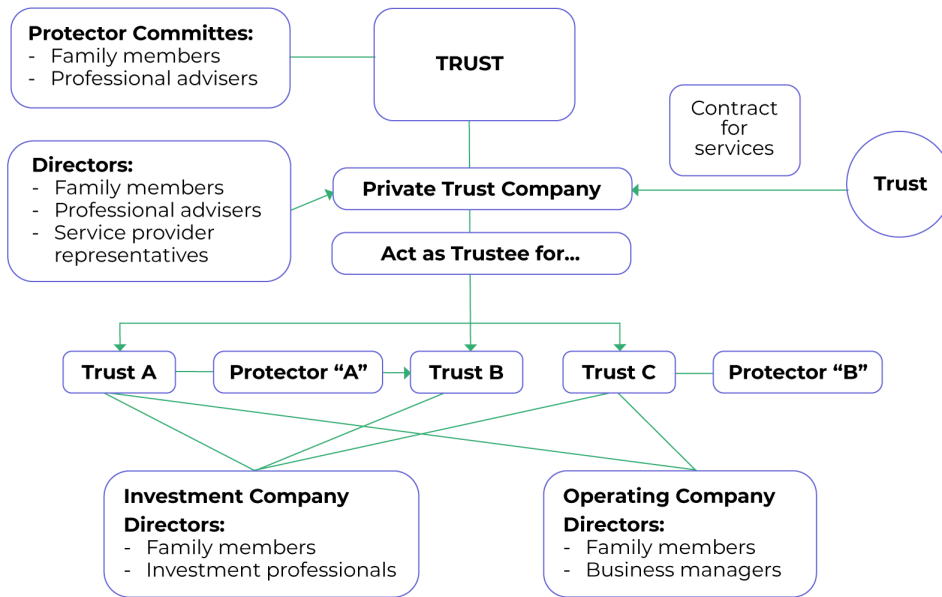 Protector Committes:
- Family members
- Professional advisers
TRUST
Contract
for
services
Directors:
- Family members
- Professional advisers
- Service provider
representatives
Private Trust Company
Trust
Act as Trustee for...
Trust A
Protector “A”
Trust B
Trust C
Protector “B”
Investment Company
Directors:
- Family members
- Investment professionals
Operating Company
Directors:
- Family members
- Business managers